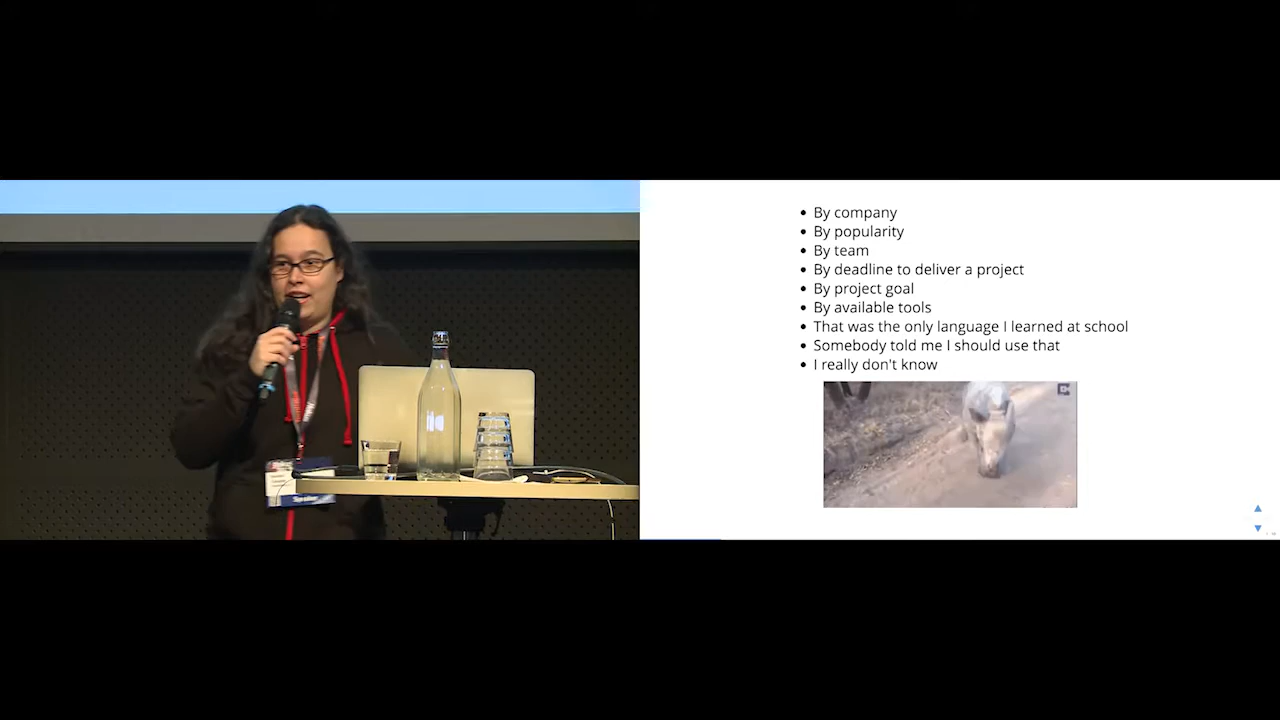 By company
By popularity
By team
By deadline to deliver a project
By project goal
By available tools
That was the only language I learned at school
Somebody told me I should use that
I really don't know
Speaker